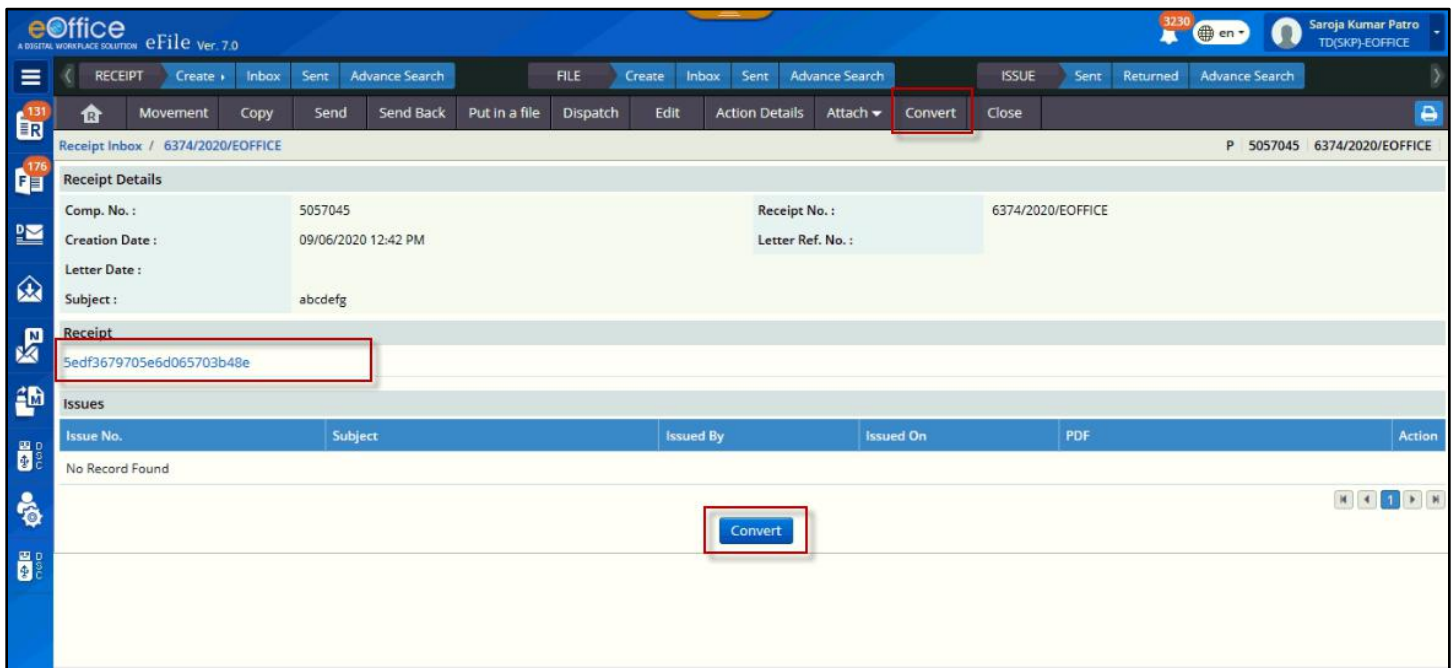 eOffice
A DIGITAL WORKPLACE SOLUTION eFile Ver. 7.0
3230 en Saroja Kumar Patro
TD(SKP)-EOFFICE
RECEIPT Create Inbox Sent Advance Search FILE Create Inbox Sent Advance Search ISSUE Sent Returned Advance Search
131 R
R Movement Copy Send Send Back Put in a file Dispatch Edit Action Details Attach Convert Close
Receipt Inbox / 6374/2020/EOFFICE P 5057045 6374/2020/EOFFICE
176 F
Receipt Details
Comp. No. : 5057045 Receipt No. : 6374/2020/EOFFICE
D
Creation Date : 09/06/2020 12:42 PM Letter Ref. No. :
Letter Date :
Subject : abcdefg
N
Receipt
5edf3679705e6d065703b48e
M
Issues
Issue No. Subject Issued By Issued On PDF Action
DSC
No Record Found
1
Convert
DSC